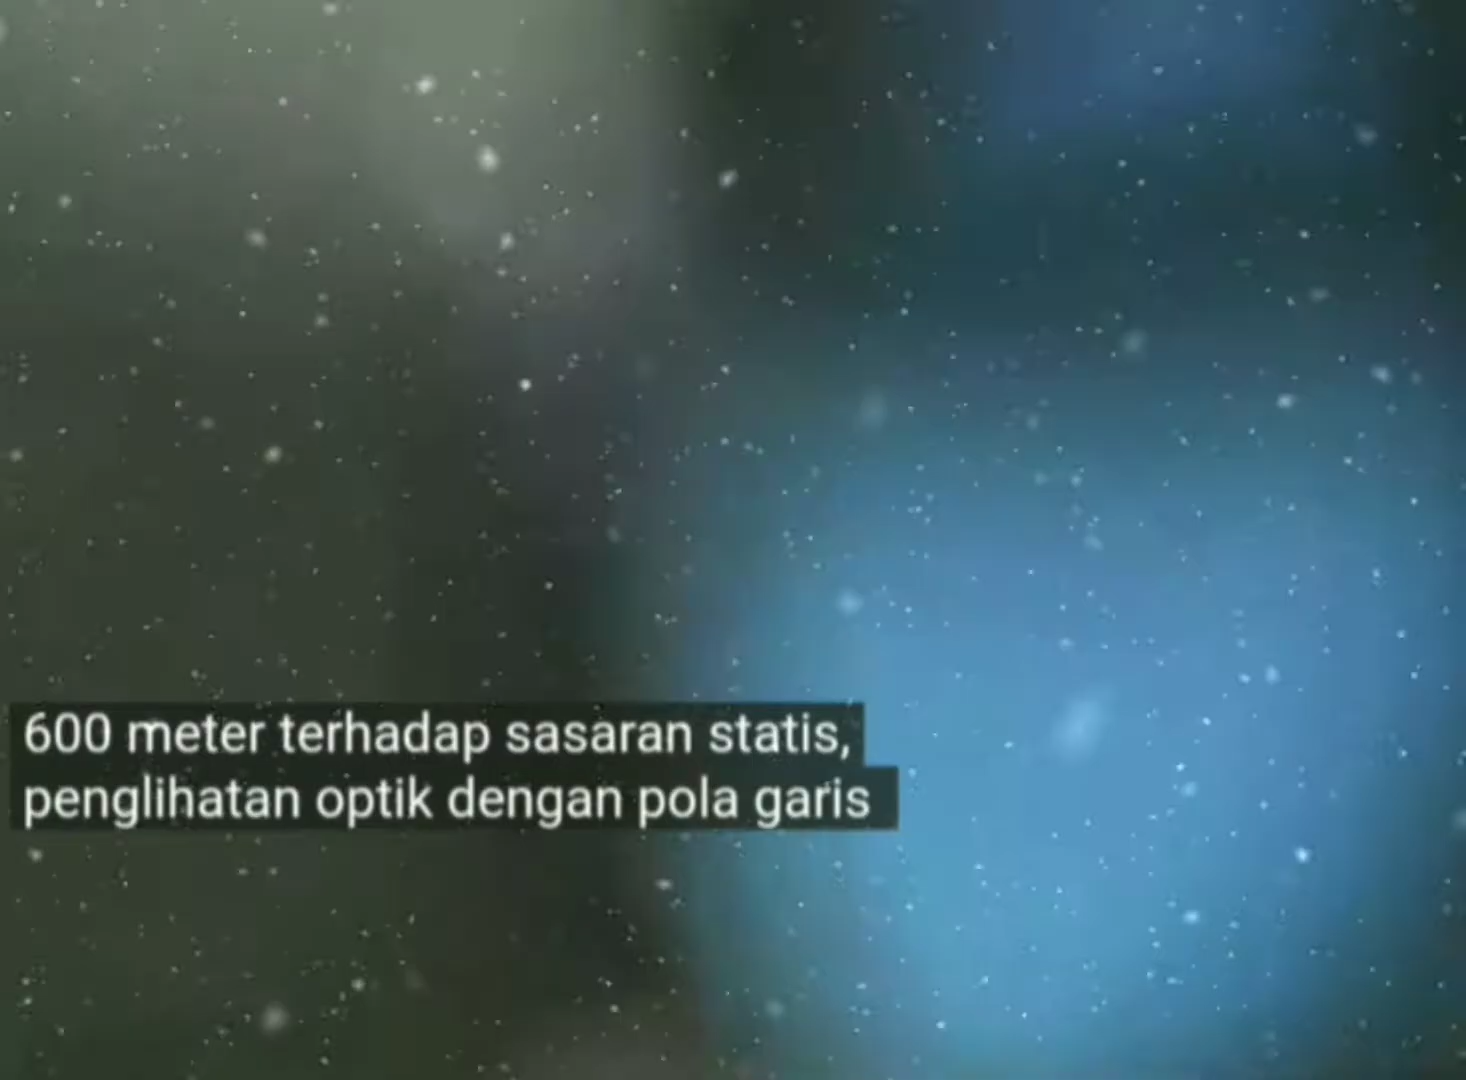 600 meter terhadap sasaran statis,
penglihatan optik dengan pola garis